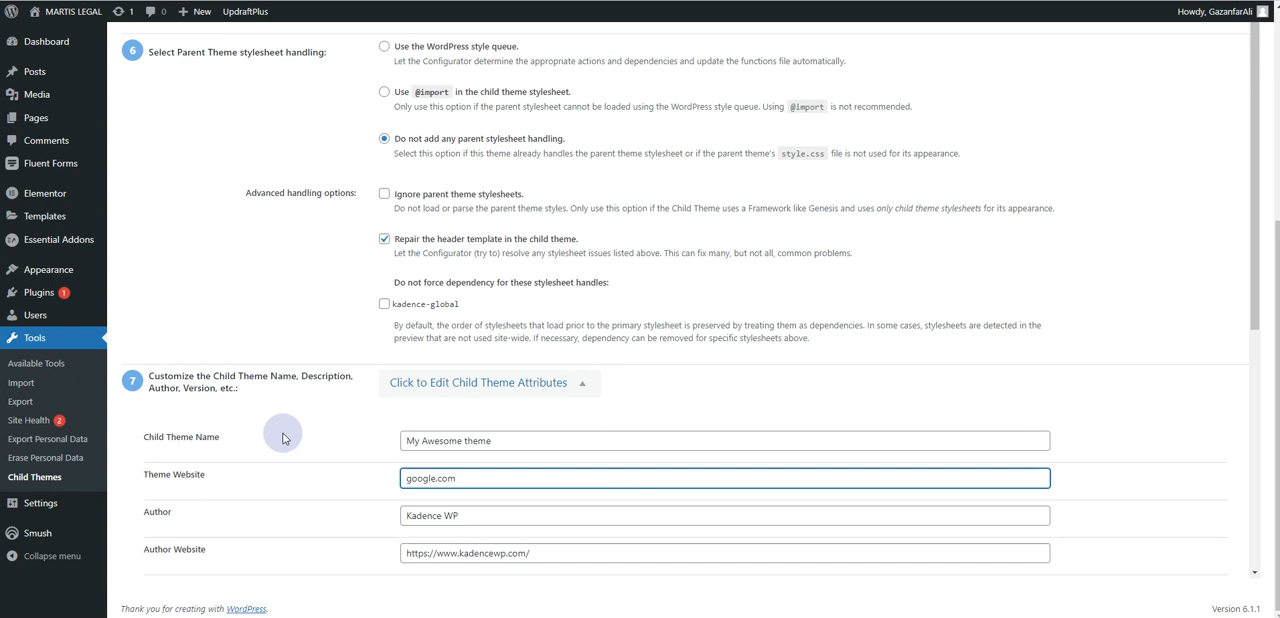 MARTIS LEGAL 1 0 New UpdraftPlus Howdy, GazanfarAli
Dashboard
Posts
Media
Pages
Comments
Fluent Forms
Elementor
Templates
Essential Addons
Appearance
Plugins 1
Users
Tools
Available Tools
Import
Export
Site Health 2
Export Personal Data
Erase Personal Data
Child Themes
Settings
Smush
Collapse menu
6 Select Parent Theme stylesheet handling:
Use the WordPress style queue.
Let the Configurator determine the appropriate actions and dependencies and update the functions file automatically.
Use @import in the child theme stylesheet.
Only use this option if the parent stylesheet cannot be loaded using the WordPress style queue. Using @import is not recommended.
Do not add any parent stylesheet handling.
Select this option if this theme already handles the parent theme stylesheet or if the parent theme's style.css file is not used for its appearance.
Advanced handling options:
Ignore parent theme stylesheets.
Do not load or parse the parent theme styles. Only use this option if the Child Theme uses a Framework like Genesis and uses only child theme stylesheets for its appearance.
Repair the header template in the child theme.
Let the Configurator (try to) resolve any stylesheet issues listed above. This can fix many, but not all, common problems.
Do not force dependency for these stylesheet handles:
kadence-global
By default, the order of stylesheets that load prior to the primary stylesheet is preserved by treating them as dependencies. In some cases, stylesheets are detected in the
preview that are not used site-wide. If necessary, dependency can be removed for specific stylesheets above.
7 Customize the Child Theme Name, Description,
Author, Version, etc.:
Click to Edit Child Theme Attributes
Child Theme Name My Awesome theme
Theme Website google.com
Author Kadence WP
Author Website https://www.kadencewp.com/
Thank you for creating with WordPress. Version 6.1.1